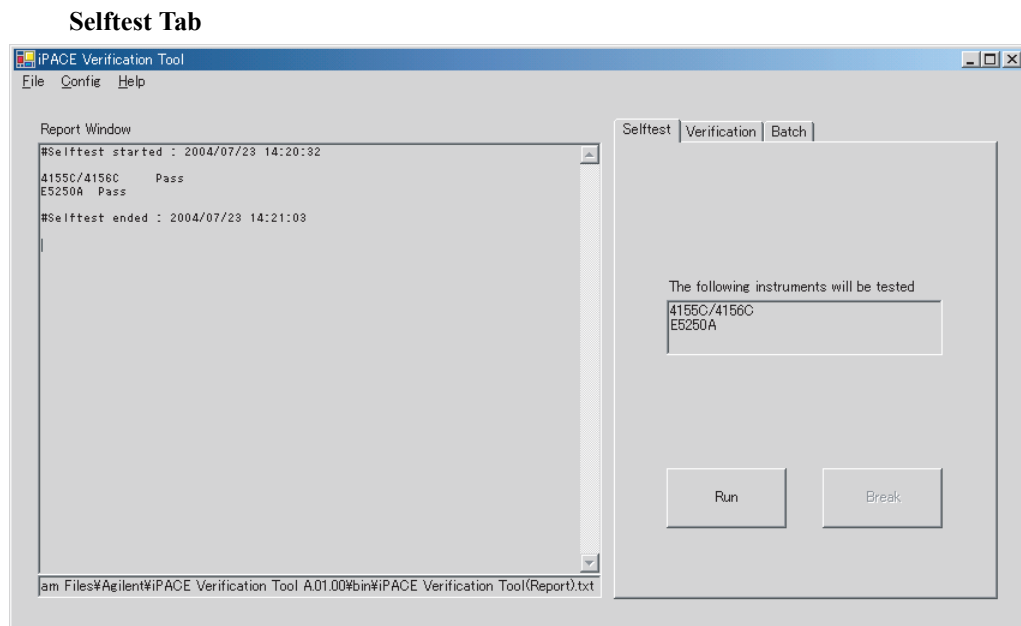 Selftest Tab
iPACE Verification Tool
File Config Help
Report Window
#Selftest started : 2004/07/23 14:20:32
4155C/4156C Pass
E5250A Pass
#Selftest ended : 2004/07/23 14:21:03
am Files¥Agilent¥iPACE Verification Tool A.01.00¥bin¥iPACE Verification Tool(Report).txt
Selftest Verification Batch
The following instruments will be tested
4155C/4156C
E5250A
Run Break